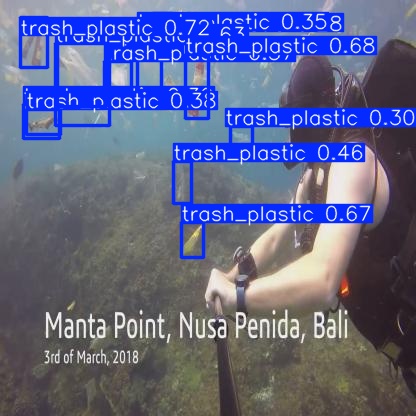 trash_plastic 0.72
plastic 0.358
trash_plastic 0.68
trash_plastic 0.38
trash_plastic 0.30
trash_plastic 0.46
trash_plastic 0.67
Manta Point, Nusa Penida, Bali
3rd of March, 2018